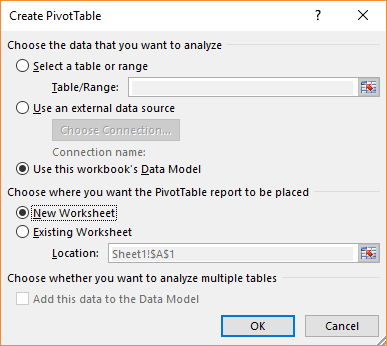 Create PivotTable ? ×
Choose the data that you want to analyze
Select a table or range
Table/Range:
Use an external data source
Choose Connection...
Connection name:
Use this workbook's Data Model
Choose where you want the PivotTable report to be placed
New Worksheet
Existing Worksheet
Location: Sheet1!$A$1
Choose whether you want to analyze multiple tables
Add this data to the Data Model
OK Cancel